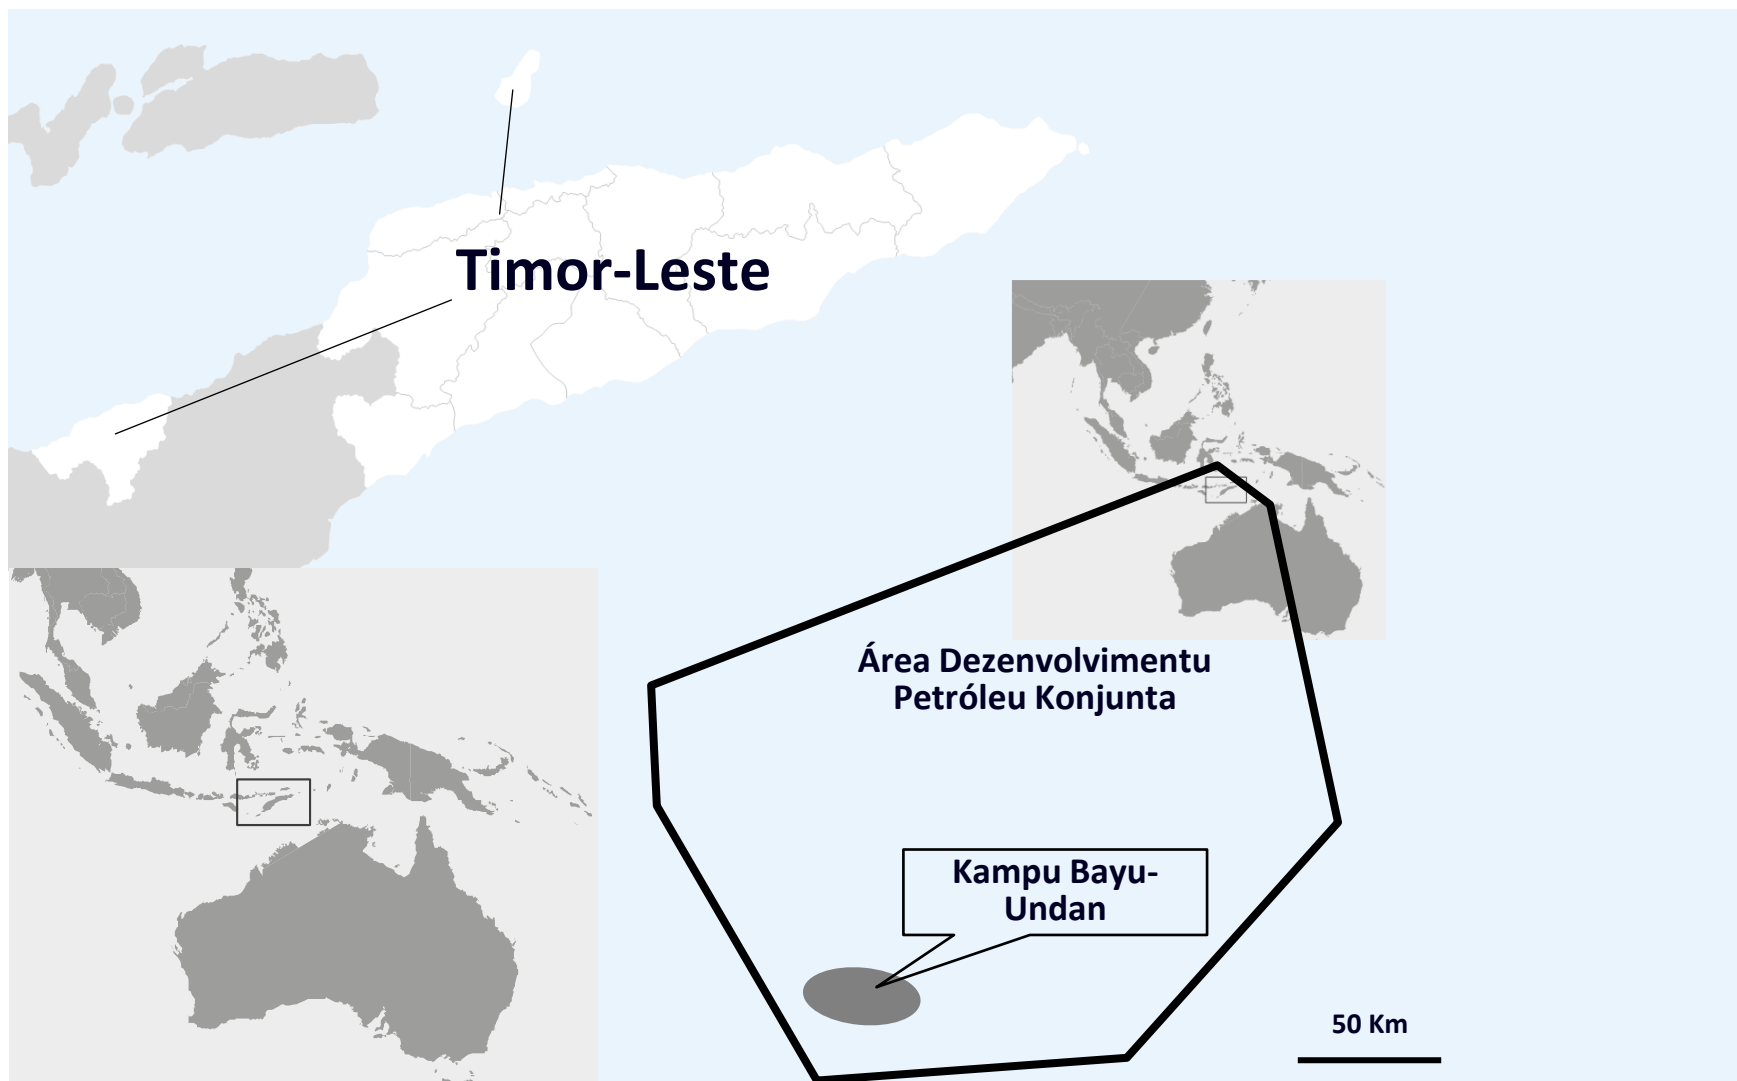 Timor-Leste
Área Dezenvolvimentu
Petróleu Konjunta
Kampu Bayu-
Undan
50 Km